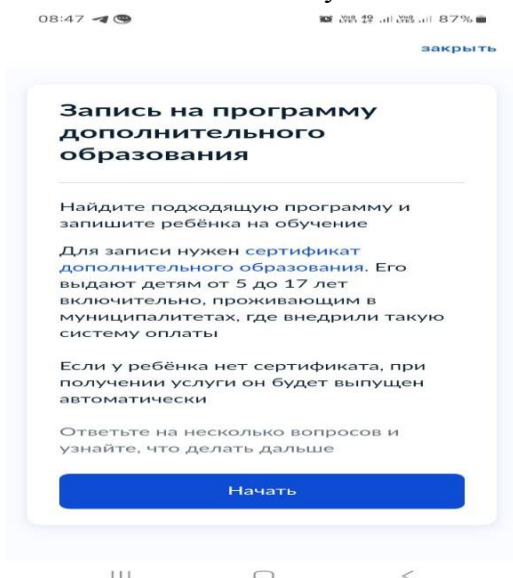 08:47
87%
закрыть
Запись на программу
дополнительного
образования
Найдите подходящую программу и
запишите ребёнка на обучение
Для записи нужен сертификат
дополнительного образования. Его
выдают детям от 5 до 17 лет
включительно, проживающим в
муниципалитетах, где внедрили такую
систему оплаты
Если у ребёнка нет сертификата, при
получении услуги он будет выпущен
автоматически
Ответьте на несколько вопросов и
узнайте, что делать дальше
Начать